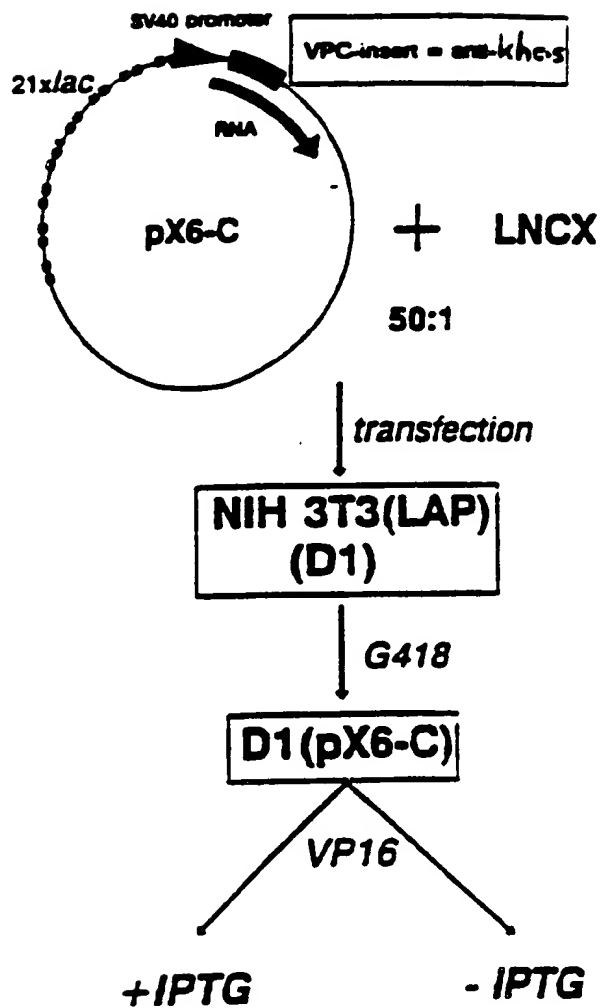 SV40 promoter
VPC-insert = anti-khcs
21xlac
RNA
pX6-C
+
LNCX
50:1
transfection
NIH 3T3(LAP)
(D1)
G418
D1(pX6-C)
VP16
+IPTG
- IPTG